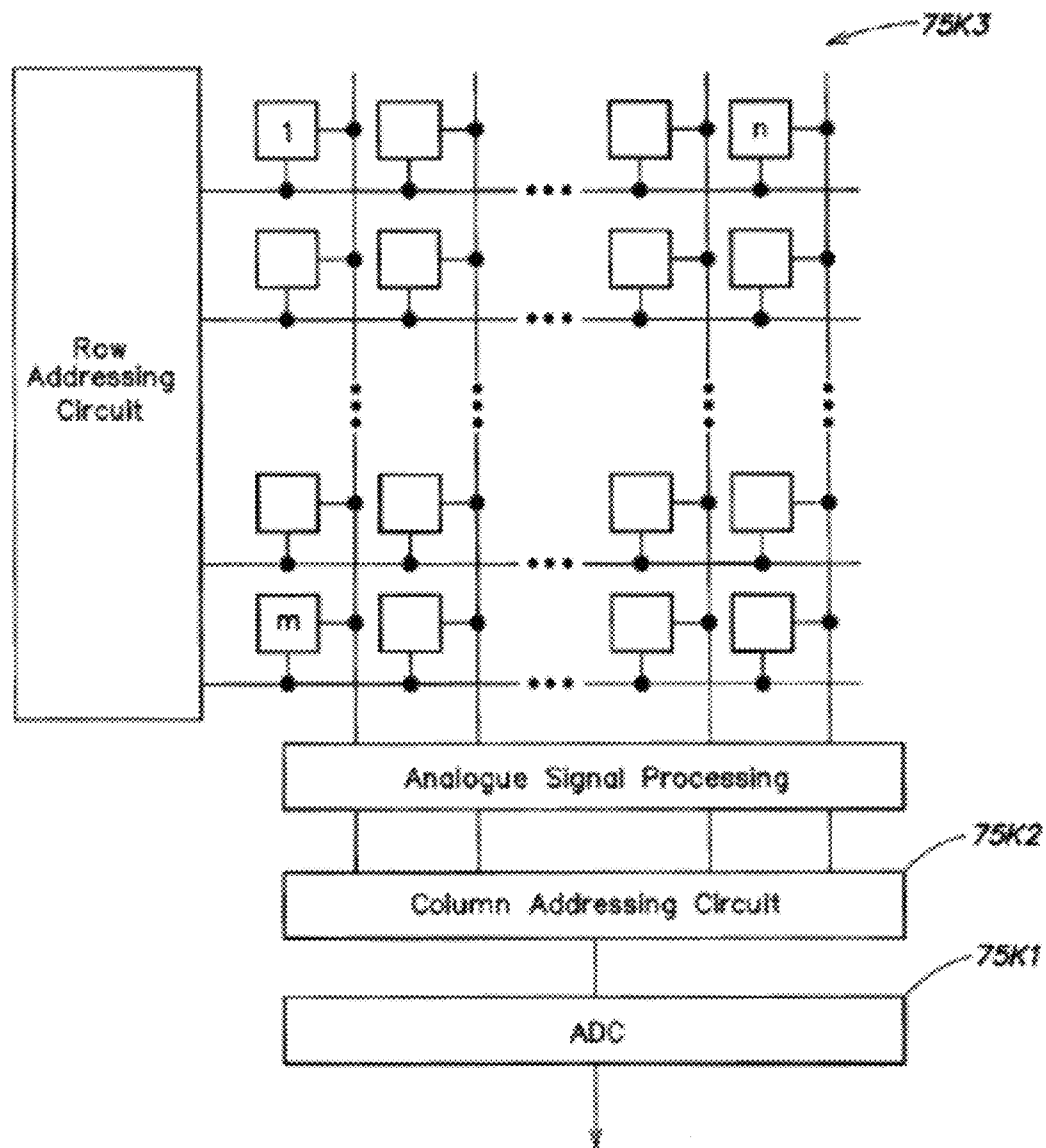 75K3
1
n
Row
Addressing
Circuit
m
Analogue Signal Processing
75K2
Column Addressing Circuit
75K1
ADC